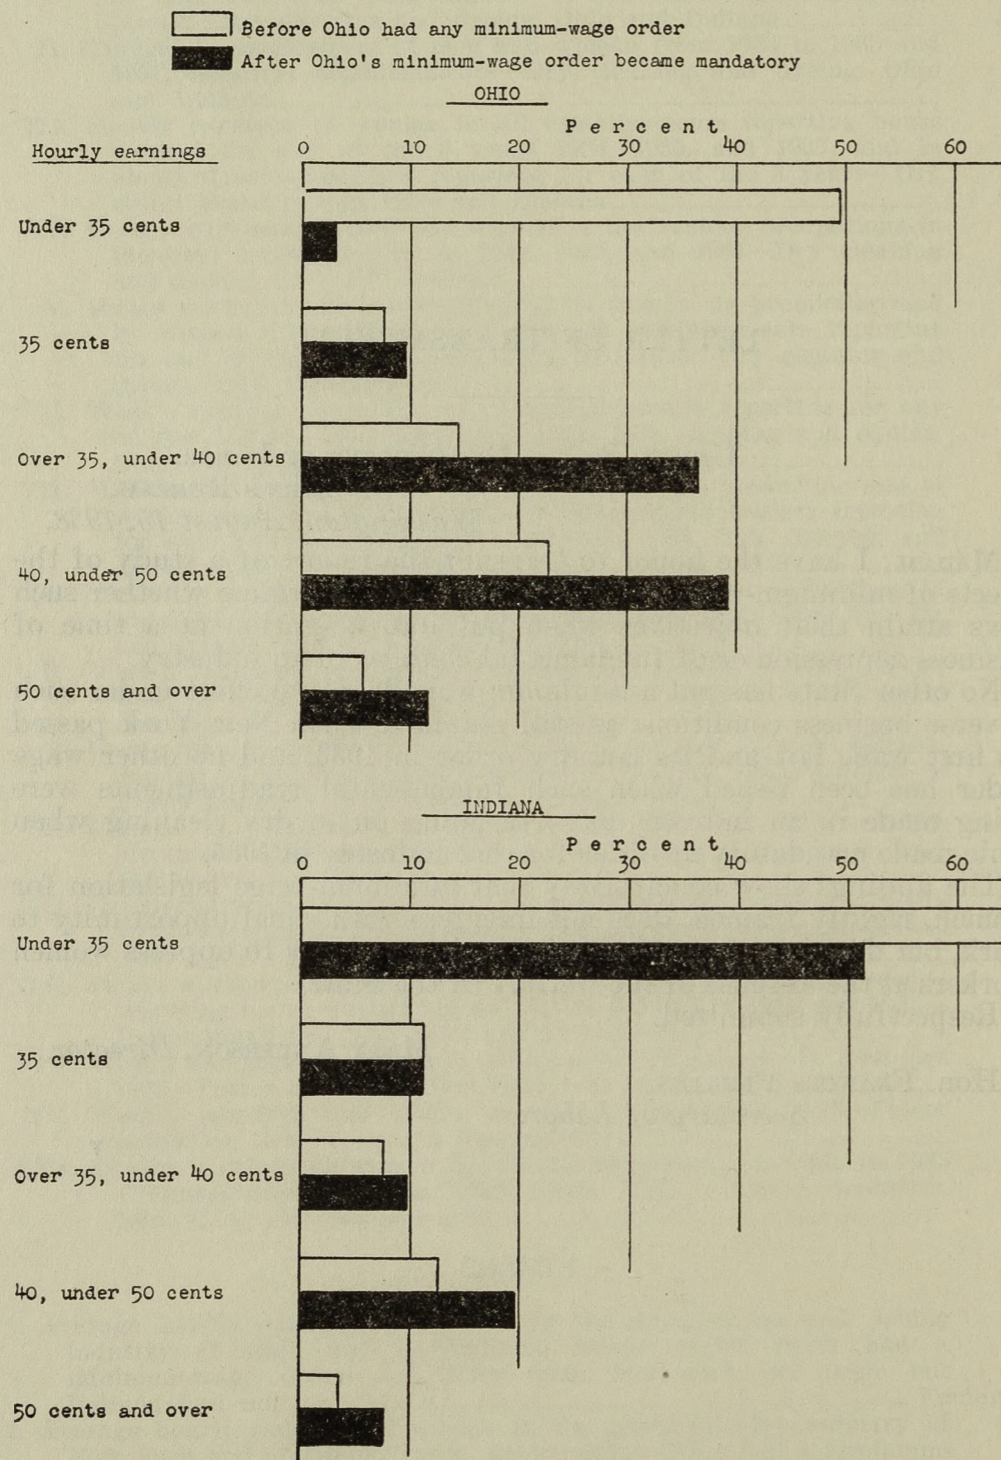 Before Ohio had any minimum-wage order
After Ohio's minimum-wage order became mandatory
OHIO
Percent
Hourly earnings
0 10 20 30 40 50 60
Under 35 cents
35 cents
Over 35, under 40 cents
40, under 50 cents
50 cents and over
INDIANA
Percent
0 10 20 30 40 50 60
Under 35 cents
35 cents
Over 35, under 40 cents
40, under 50 cents
50 cents and over